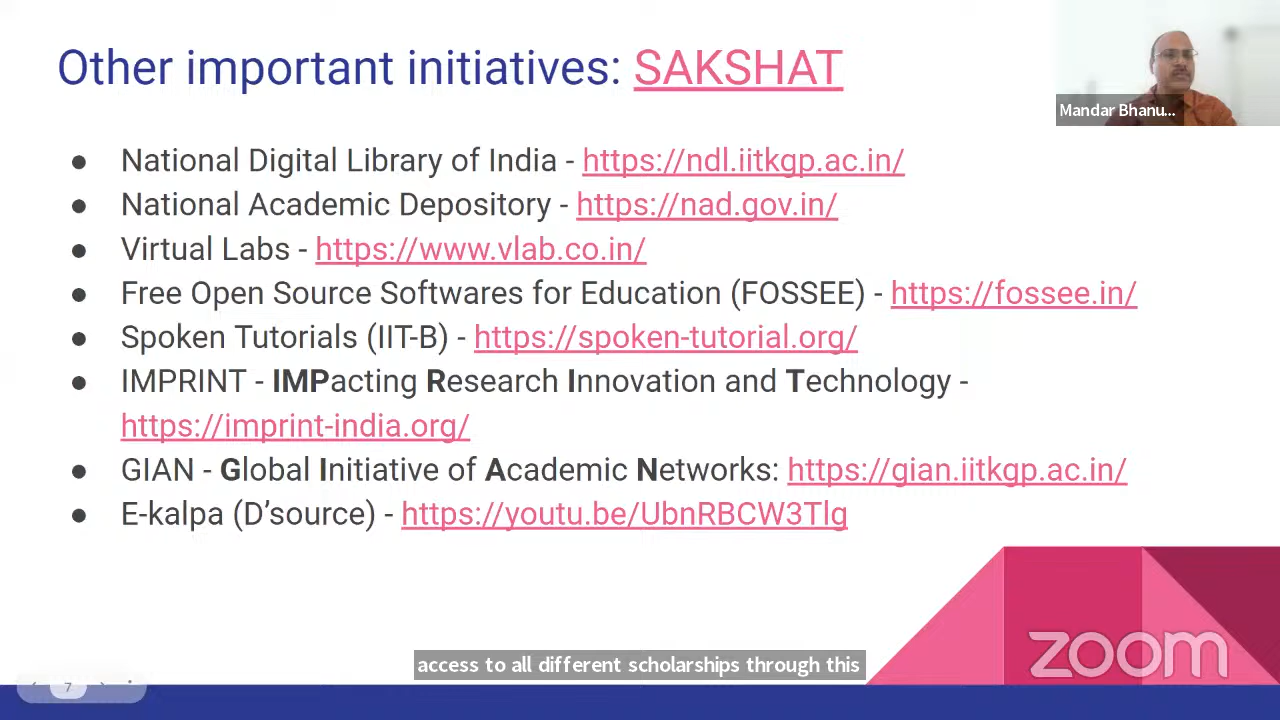 Other important initiatives: SAKSHAT
Mandar Bhanu...
● National Digital Library of India - https://ndl.iitkgp.ac.in/
● National Academic Depository - https://nad.gov.in/
● Virtual Labs - https://www.vlab.co.in/
● Free Open Source Softwares for Education (FOSSEE) - https://fossee.in/
● Spoken Tutorials (IIT-B) - https://spoken-tutorial.org/
● IMPRINT - IMPacting Research Innovation and Technology -
https://imprint-india.org/
● GIAN - Global Initiative of Academic Networks: https://gian.iitkgp.ac.in/
● E-kalpa (D’source) - https://youtu.be/UbnRBCW3Tlg
zoom
access to all different scholarships through this
7